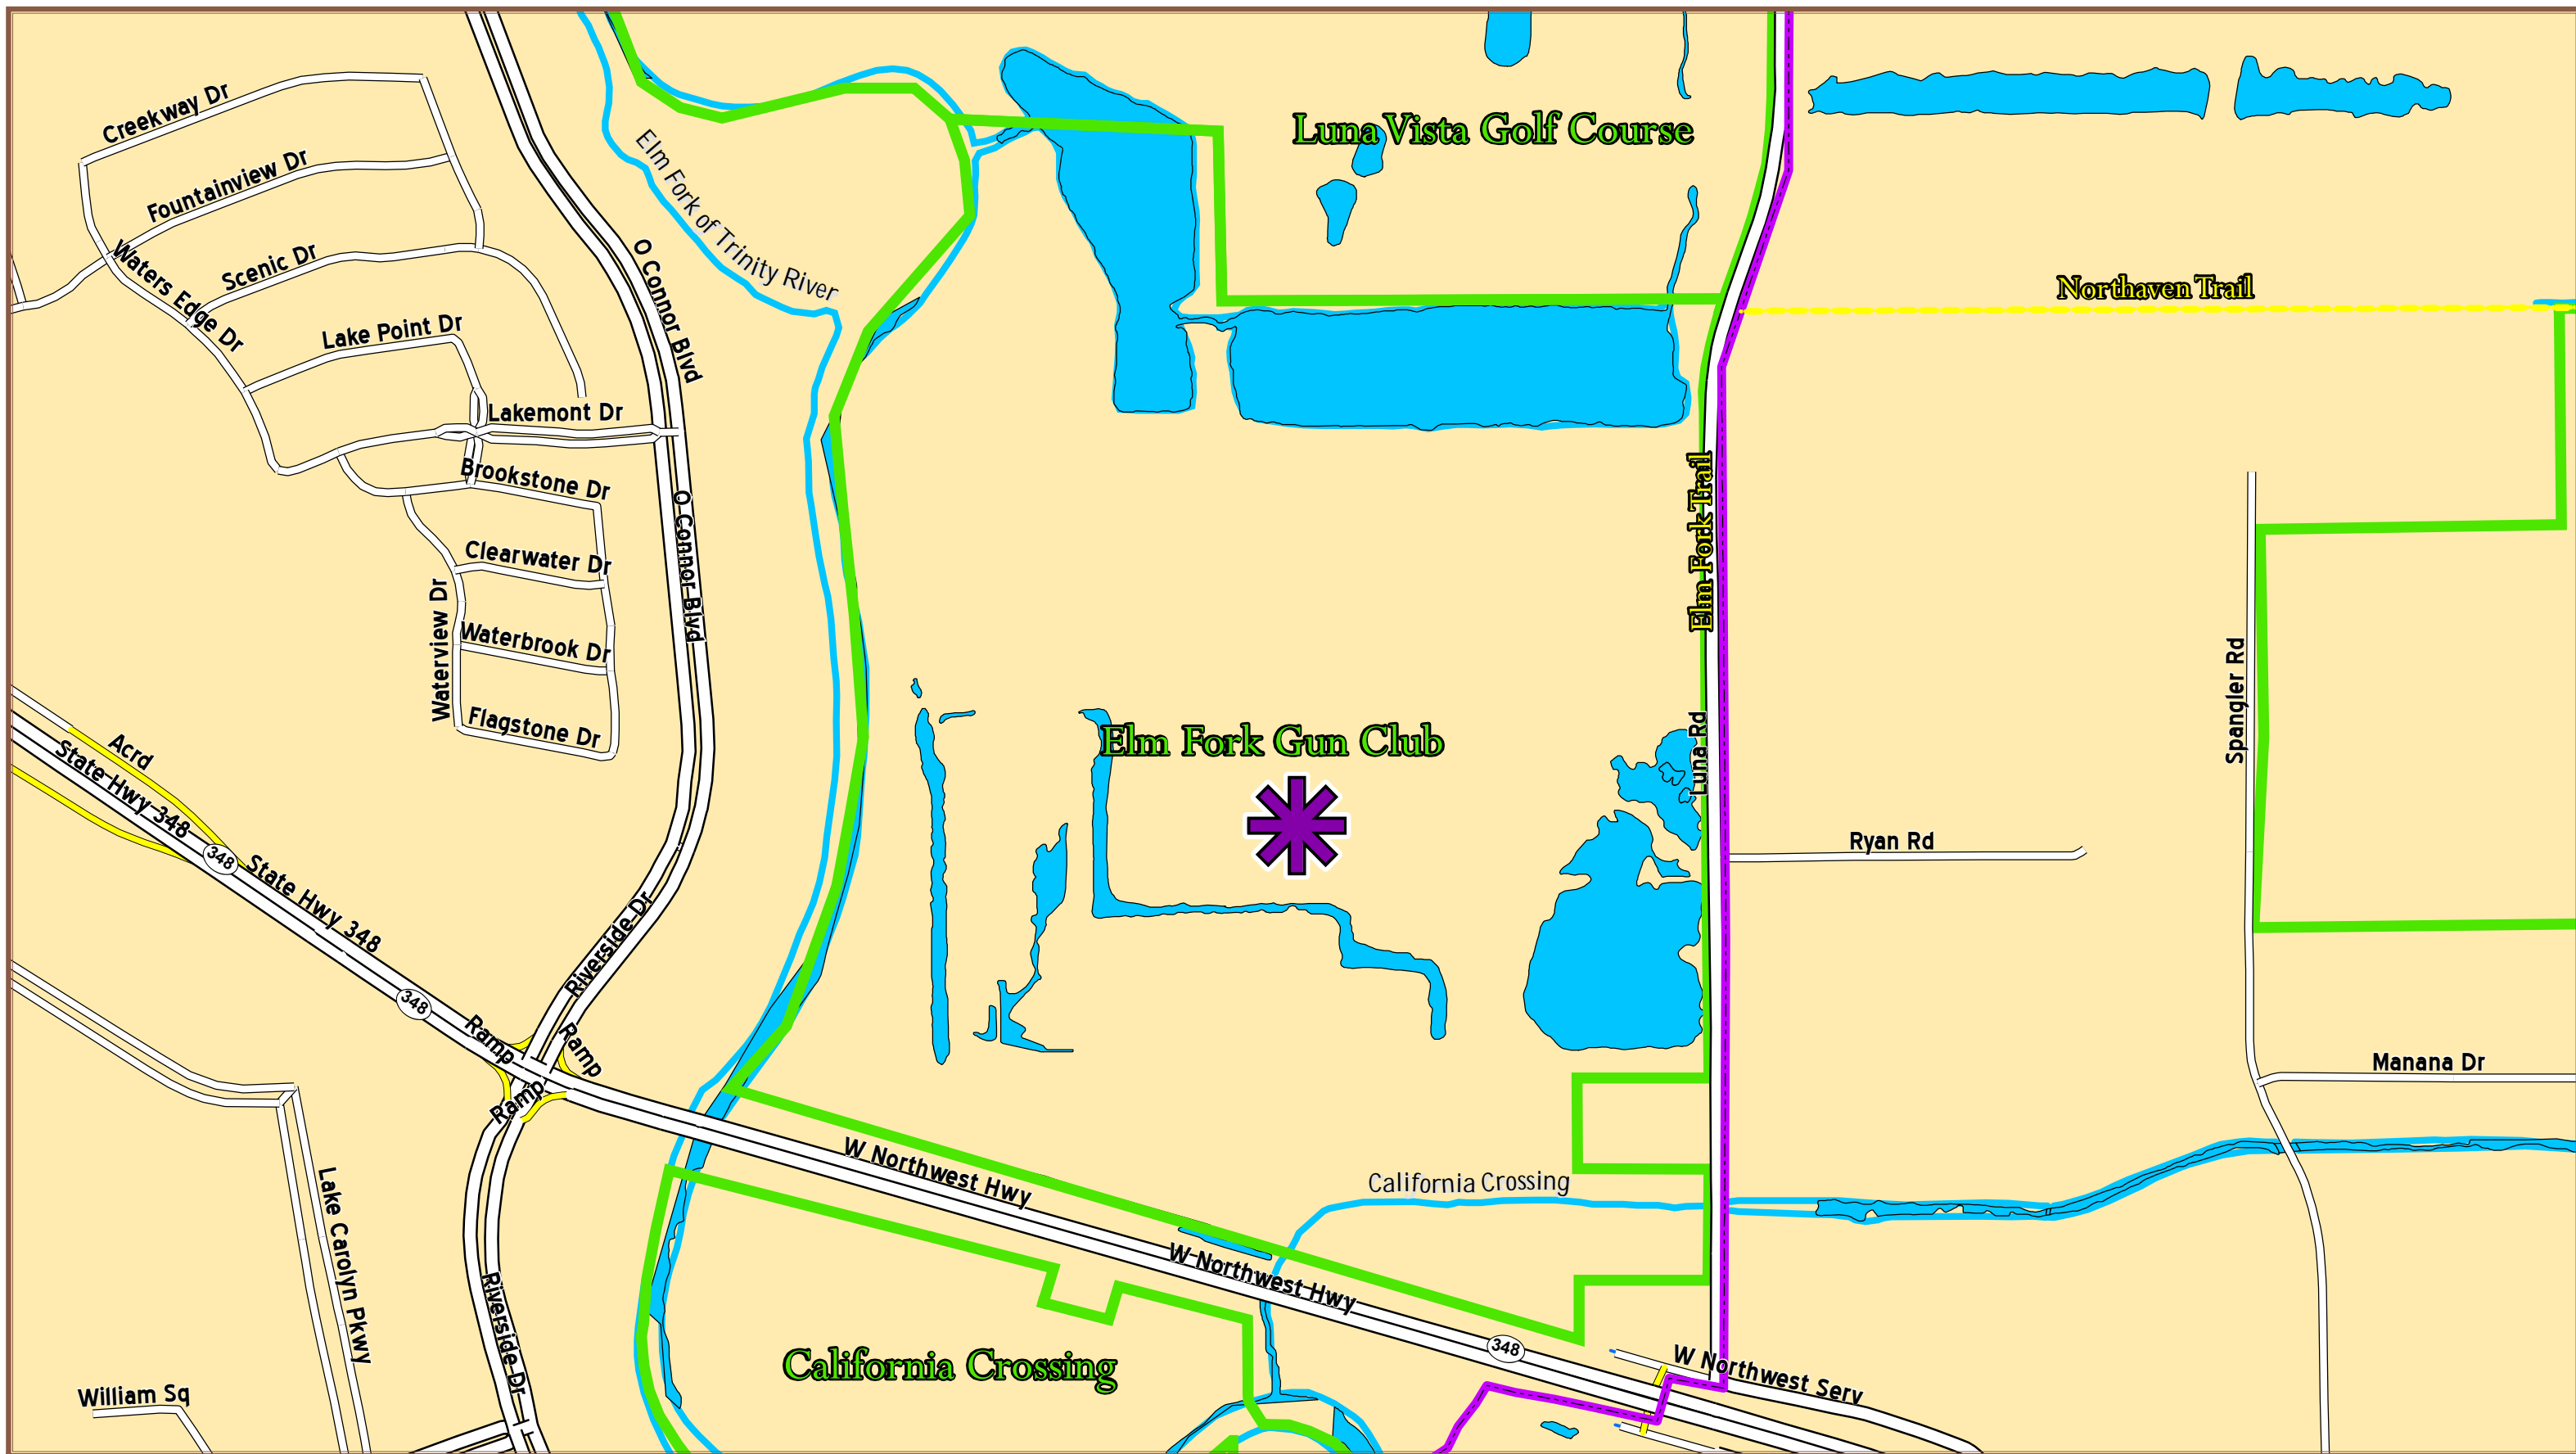 Creekway Dr
Luna Vista Golf Course
Fountainview Dr
Elm Fork of Trinity River
Scenic Dr
Waters Edge Dr
O Connor Blvd
Northaven Trail
Lake Point Dr
Lakemont Dr
Brookstone Dr
Elm Fork Trail
O Connor Blvd
Clearwater Dr
Waterview Dr
Waterbrook Dr
Spangler Rd
Flagstone Dr
Elm Fork Gun Club
Luna Rd
Acrd
State Hwy 348
348
Ryan Rd
State Hwy 348
Riverside Dr
348
Ramp
Ramp
Ramp
Manana Dr
W Northwest Hwy
California Crossing
Lake Carolyn Pkwy
W Northwest Hwy
Riverside Dr
348
California Crossing
W Northwest Serv
William Sq